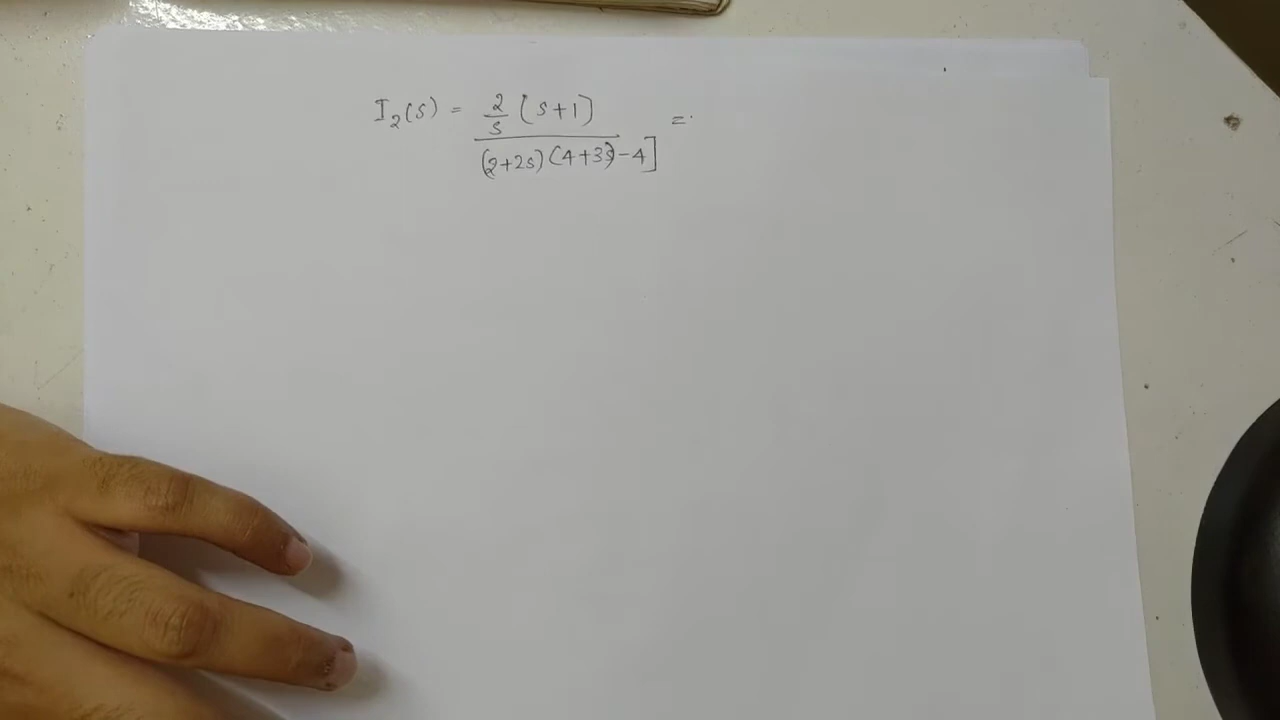 I₂(s) = 2/s (s+1) / (2+2s)(4+3s)-4] =